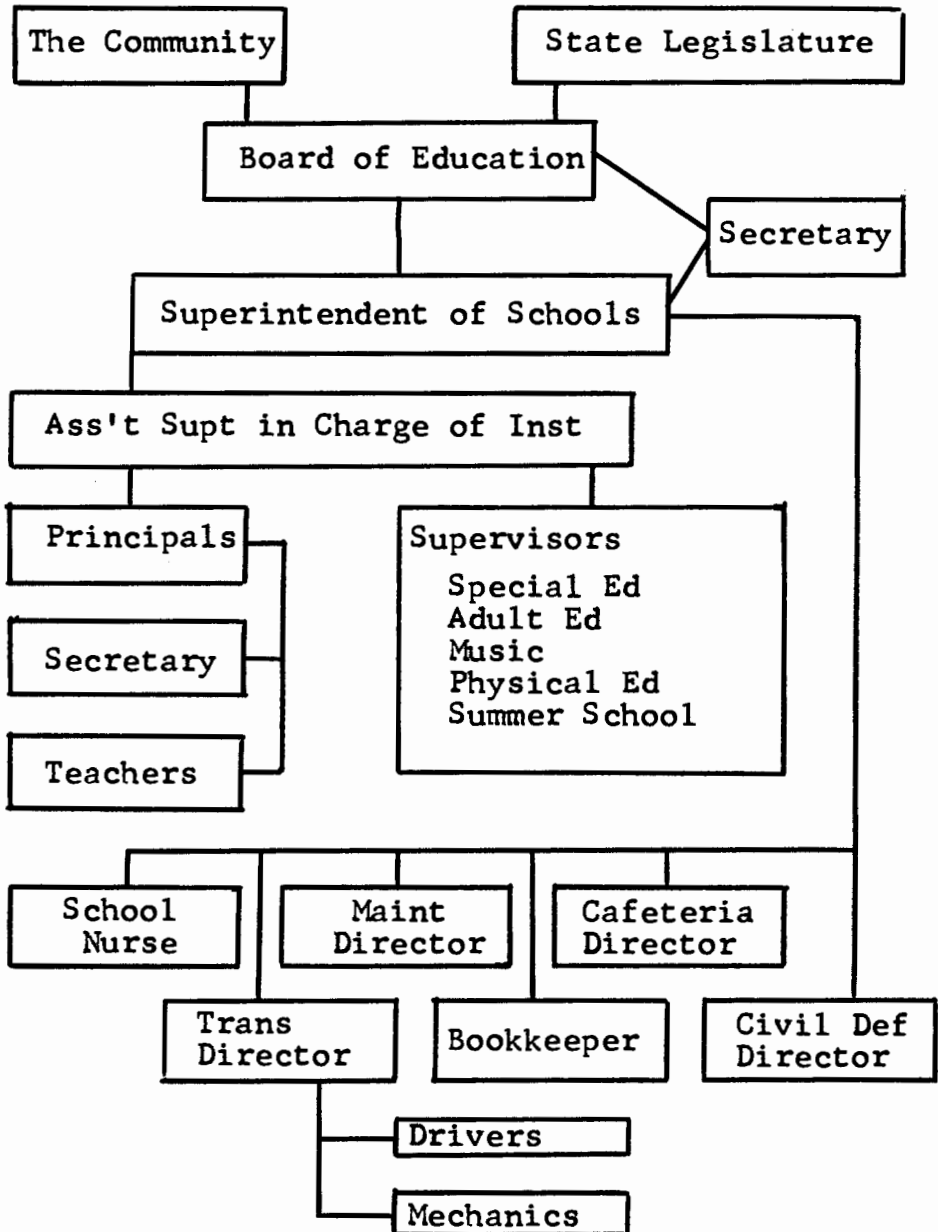 The Community
State Legislature
Board of Education
Secretary
Superintendent of Schools
Ass't Supt in Charge of Inst
Principals
Secretary
Teachers
Supervisors
Special Ed
Adult Ed
Music
Physical Ed
Summer School
School
Nurse
Maint
Director
Cafeteria
Director
Trans
Director
Bookkeeper
Civil Def
Director
Drivers
Mechanics